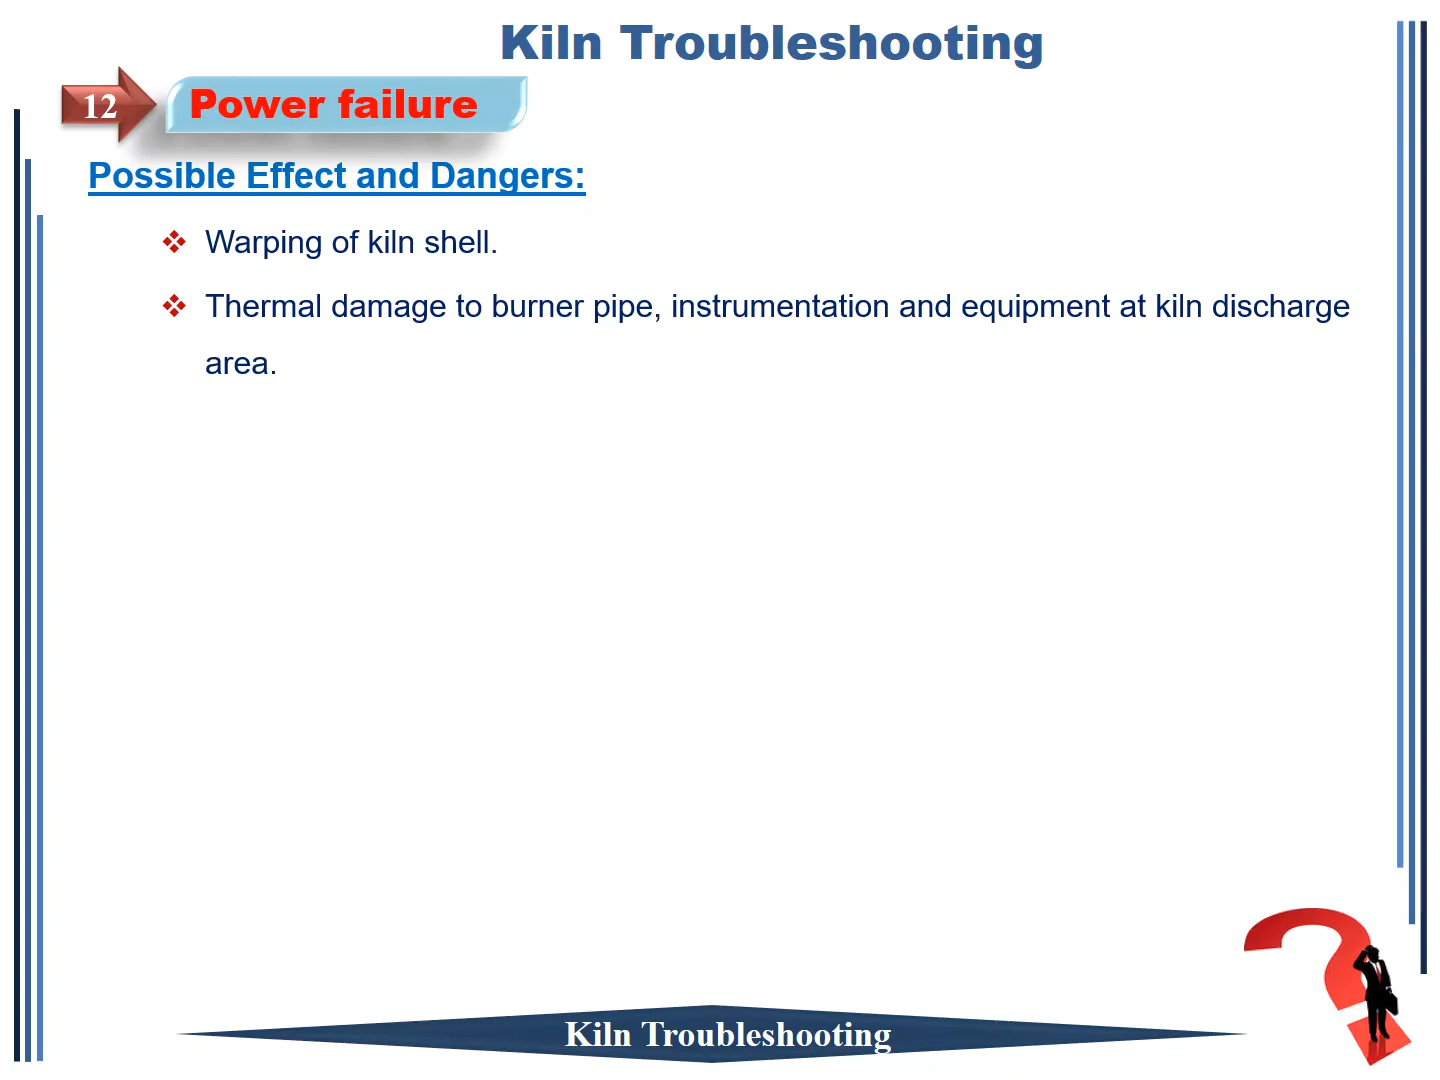 Kiln Troubleshooting
12
Power failure
Possible Effect and Dangers:
❖ Warping of kiln shell.
❖ Thermal damage to burner pipe, instrumentation and equipment at kiln discharge
area.
Kiln Troubleshooting